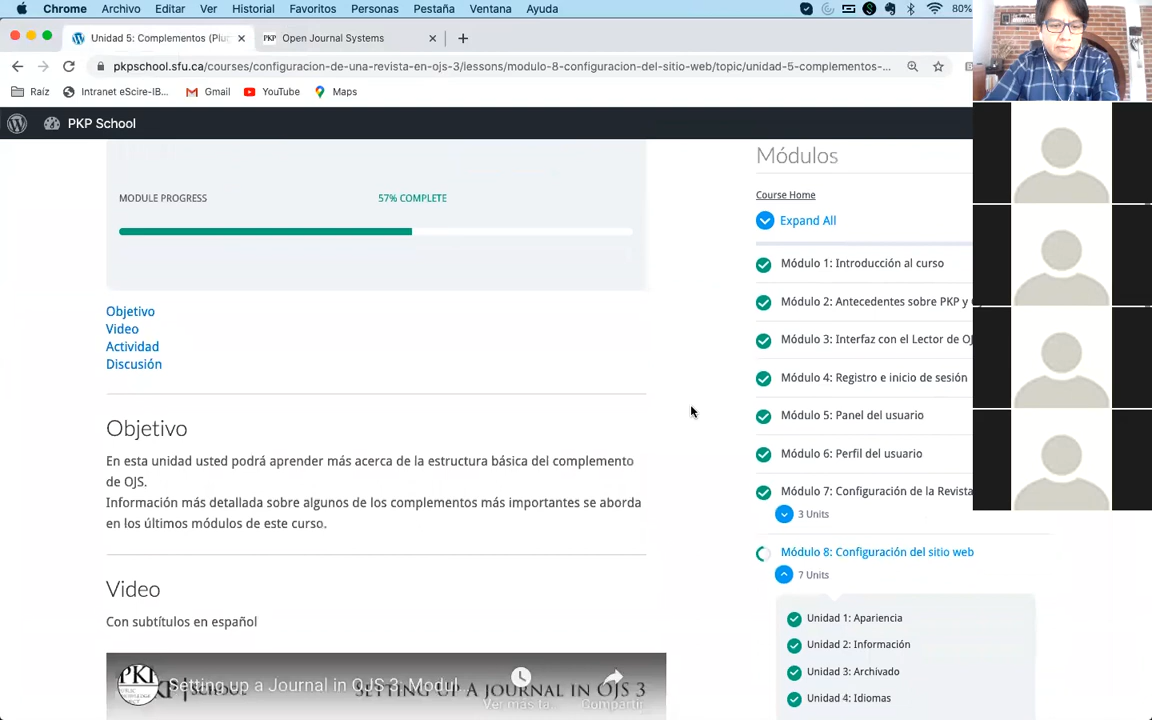 Chrome Archivo Editar Ver Historial Favoritos Personas Pestaña Ventana Ayuda 80%
Unidad 5: Complementos (Plu
PKP Open Journal Systems
pkpschool.sfu.ca/courses/configuracion-de-una-revista-en-ojs-3/lessons/modulo-8-configuracion-del-sitio-web/topic/unidad-5-complementos-...
Raíz Intranet eScire-IB... Gmail YouTube Maps
PKP School
MODULE PROGRESS 57% COMPLETE
Objetivo
Video
Actividad
Discusión
Objetivo
En esta unidad usted podrá aprender más acerca de la estructura básica del complemento
de OJS.
Información más detallada sobre algunos de los complementos más importantes se aborda
en los últimos módulos de este curso.
Video
Con subtítulos en español
Setting up a Journal in OJS 3: Modul
SETTING UP A JOURNAL IN OJS 3
Ver más ta...
Compartir
Módulos
Course Home
Expand All
Módulo 1: Introducción al curso
Módulo 2: Antecedentes sobre PKP y
Módulo 3: Interfaz con el Lector de OJ
Módulo 4: Registro e inicio de sesión
Módulo 5: Panel del usuario
Módulo 6: Perfil del usuario
Módulo 7: Configuración de la Revista
3 Units
Módulo 8: Configuración del sitio web
7 Units
Unidad 1: Apariencia
Unidad 2: Información
Unidad 3: Archivado
Unidad 4: Idiomas